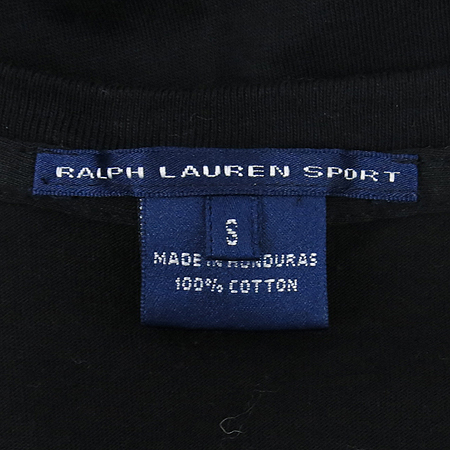 RALPH LAUREN SPORT
S
MADE IN HONDURAS
100% COTTON